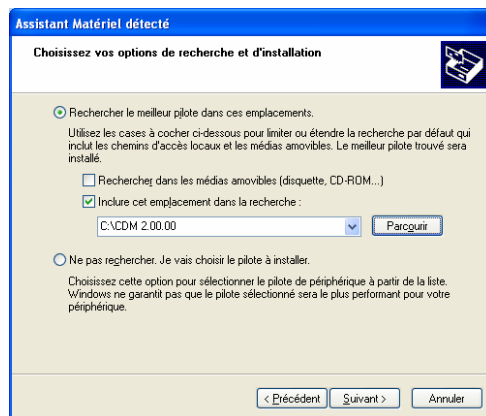 Assistant Matériel détecté
Choisissez vos options de recherche et d'installation
Rechercher le meilleur pilote dans ces emplacements.
Utilisez les cases à cocher ci-dessous pour limiter ou étendre la recherche par défaut qui
inclut les chemins d'accès locaux et les médias amovibles. Le meilleur pilote trouvé sera
installé.
Rechercher dans les médias amovibles (disquette, CD-ROM...)
Inclure cet emplacement dans la recherche :
C:\CDM 2.00.00
Parcourir
Ne pas rechercher. Je vais choisir le pilote à installer.
Choisissez cette option pour sélectionner le pilote de périphérique à partir de la liste.
Windows ne garantit pas que le pilote sélectionné sera le plus performant pour votre
périphérique.
< Précédent Suivant > Annuler